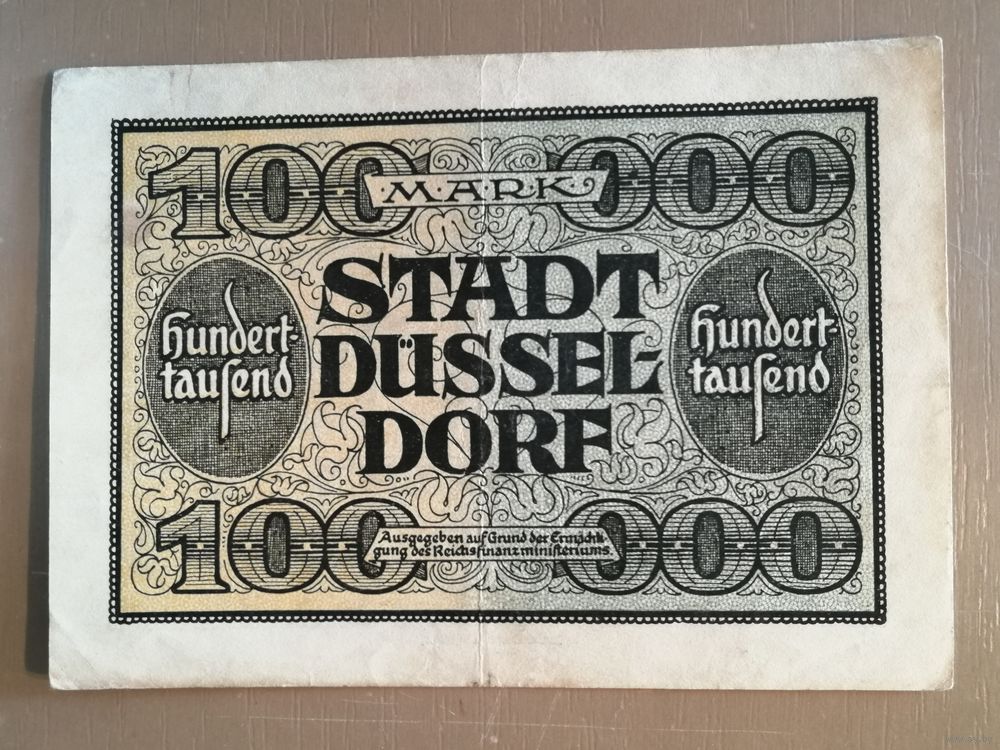 100 000
·M·A·R·K·
STADT
DÜSSEL-
DORF
hundert-
tauſend
hundert-
tauſend
100 000
Ausgegeben auf Grund der Ermächti-
gung des Reichsfinanzminiſteriums.